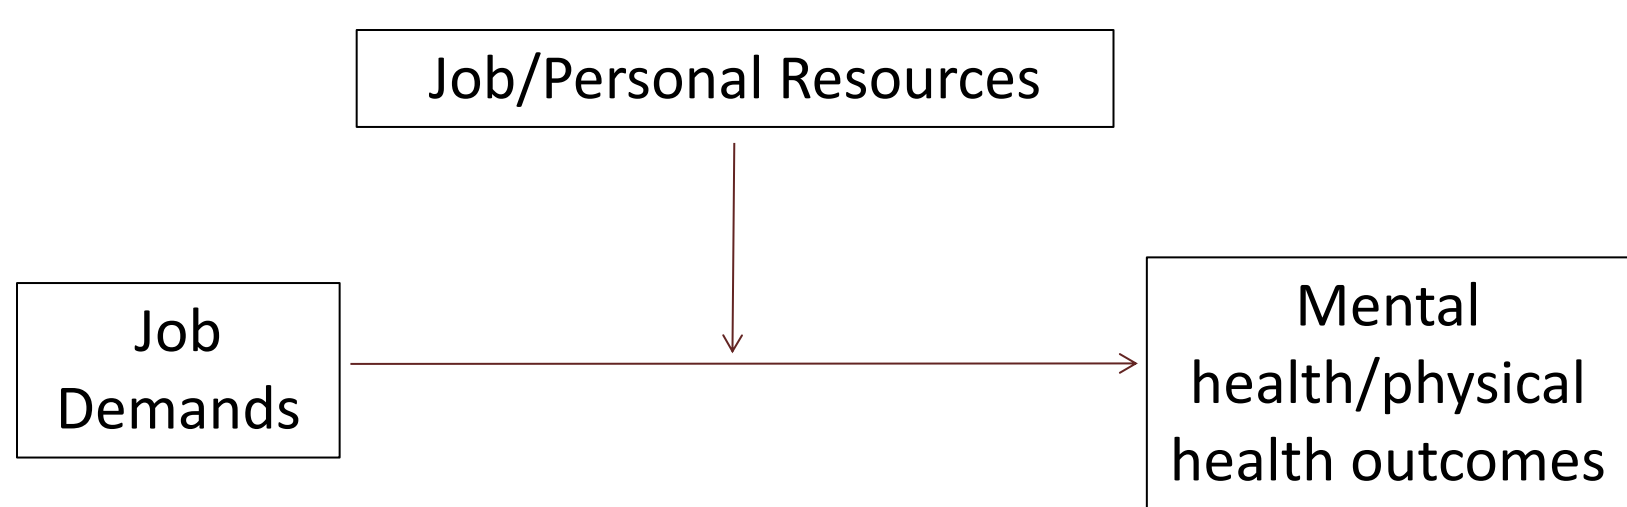 Job/Personal Resources
Job
Demands
Mental
health/physical
health outcomes